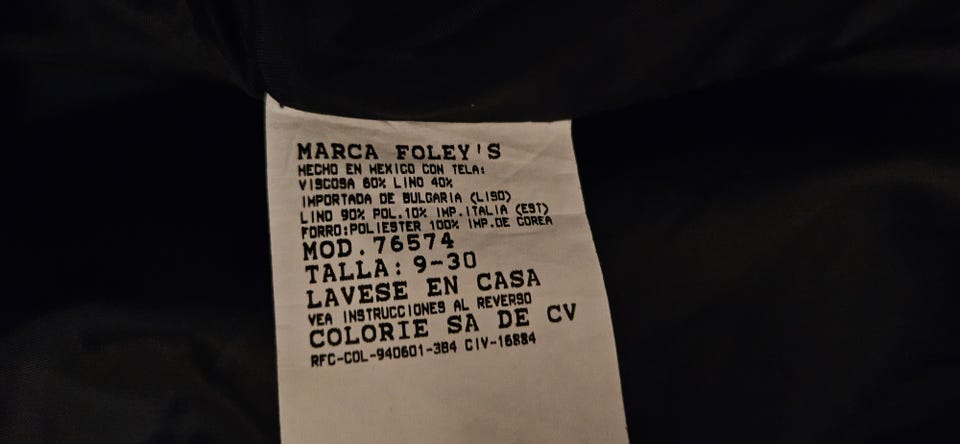 MARCA FOLEY'S
HECHO EN MEXICO CON TELA:
VISCOSA 60% LINO 40%
IMPORTADA DE BULGARIA (LISO)
LINO 90% POL.10% IMP.ITALIA (EST)
FORRO:POLIESTER 100% IMP.DE COREA
MOD.76574
TALLA: 9-30
LAVESE EN CASA
VEA INSTRUCCIONES AL REVERSO
COLORIE SA DE CV
RFC-COL-940601-3B4 CIV-16884